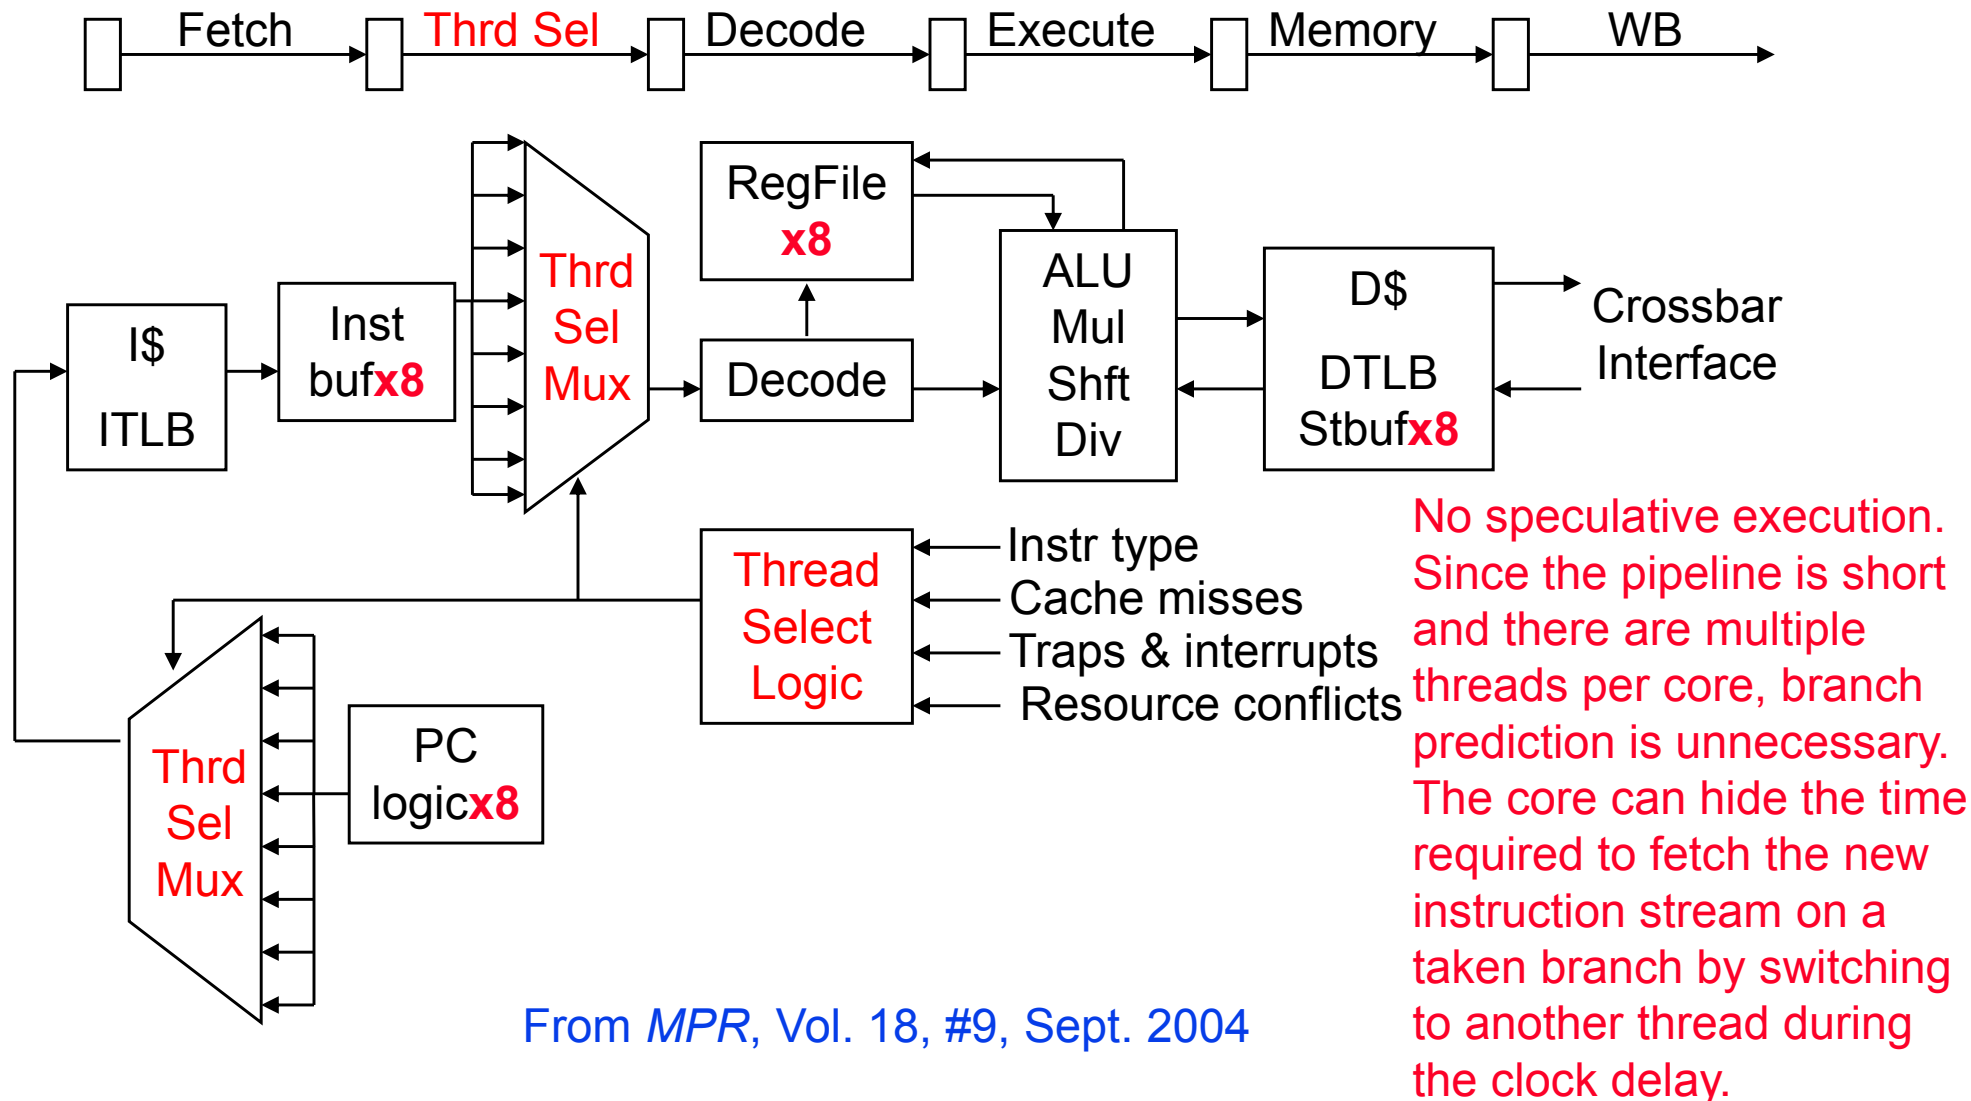 Fetch
Thrd Sel
Decode
Execute
Memory
WB
RegFile
x8
Thrd
Sel
Mux
I$
ITLB
Inst
bufx8
Decode
ALU
Mul
Shft
Div
D$
DTLB
Stbufx8
Crossbar
Interface
Thread
Select
Logic
Instr type
Cache misses
Traps & interrupts
Resource conflicts
Thrd
Sel
Mux
PC
logicx8
No speculative execution.
Since the pipeline is short
and there are multiple
threads per core, branch
prediction is unnecessary.
The core can hide the time
required to fetch the new
instruction stream on a
taken branch by switching
to another thread during
the clock delay.
From MPR, Vol. 18, #9, Sept. 2004